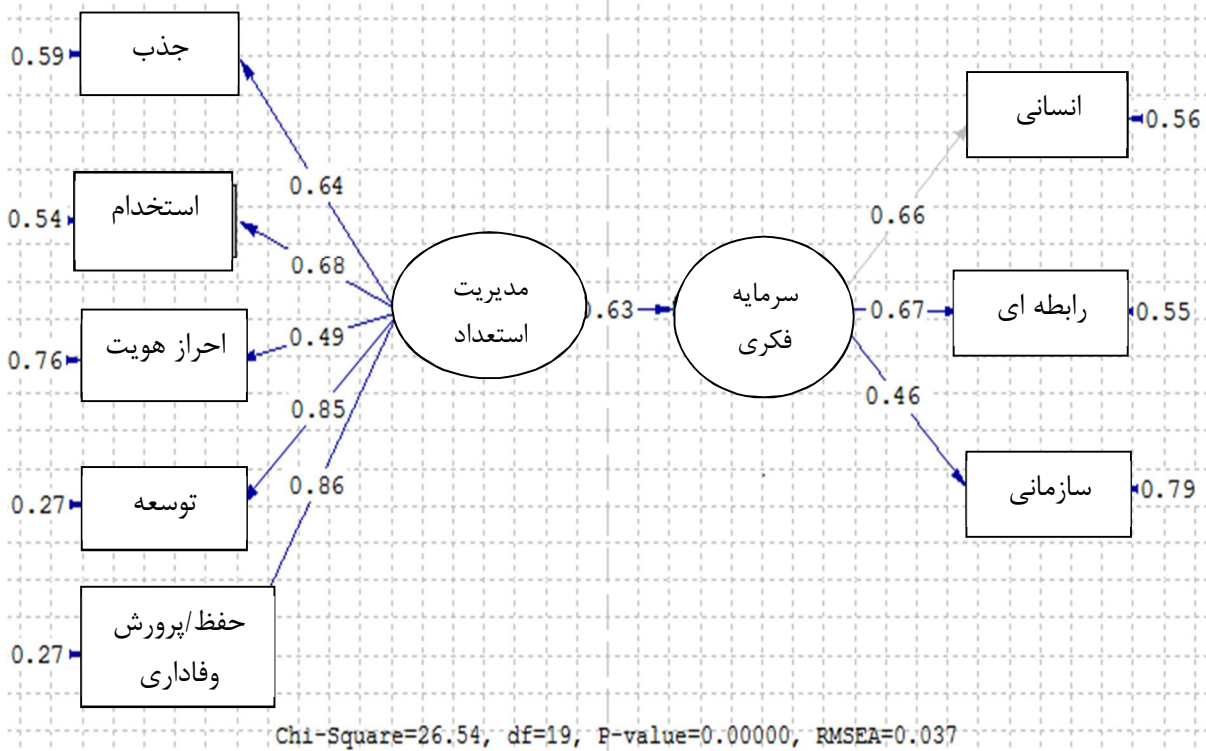 جذب
0.59
0.64
استخدام
0.54
0.68
احراز هویت
0.76
0.49
توسعه
0.27
0.85
حفظ/پرورش
وفاداری
0.27
0.86
مدیریت
استعداد
0.63
سرمایه
فکری
انسانی
0.56
0.66
رابطه ای
0.55
0.67
سازمانی
0.79
0.46
Chi-Square=26.54, df=19, P-value=0.00000, RMSEA=0.037